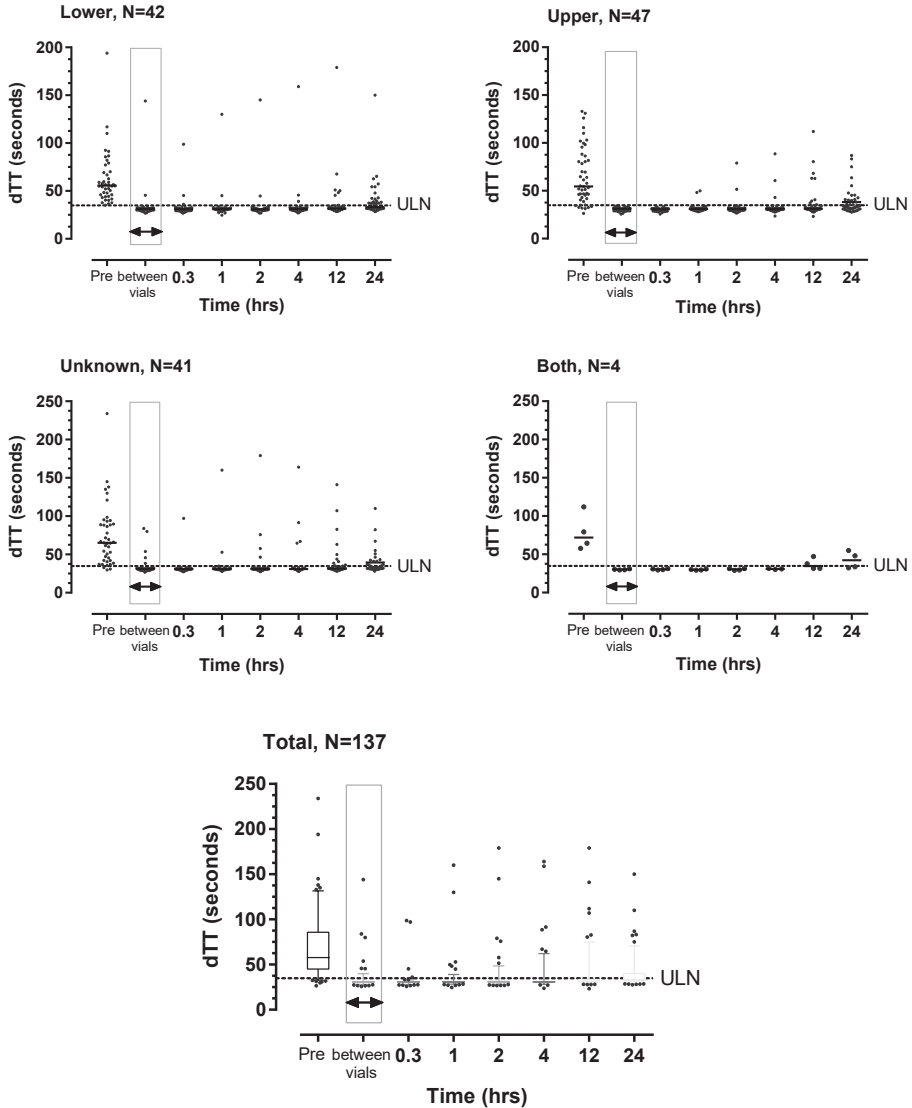 Lower, N=42
dTT (seconds)
200
150
100
50
0
ULN
Pre between vials 0.3 1 2 4 12 24
Time (hrs)
Upper, N=47
dTT (seconds)
200
150
100
50
0
ULN
Pre between vials 0.3 1 2 4 12 24
Time (hrs)
Unknown, N=41
dTT (seconds)
250
200
150
100
50
0
ULN
Pre between vials 0.3 1 2 4 12 24
Time (hrs)
Both, N=4
dTT (seconds)
250
200
150
100
50
0
ULN
Pre between vials 0.3 1 2 4 12 24
Time (hrs)
Total, N=137
dTT (seconds)
250
200
150
100
50
0
ULN
Pre between vials 0.3 1 2 4 12 24
Time (hrs)